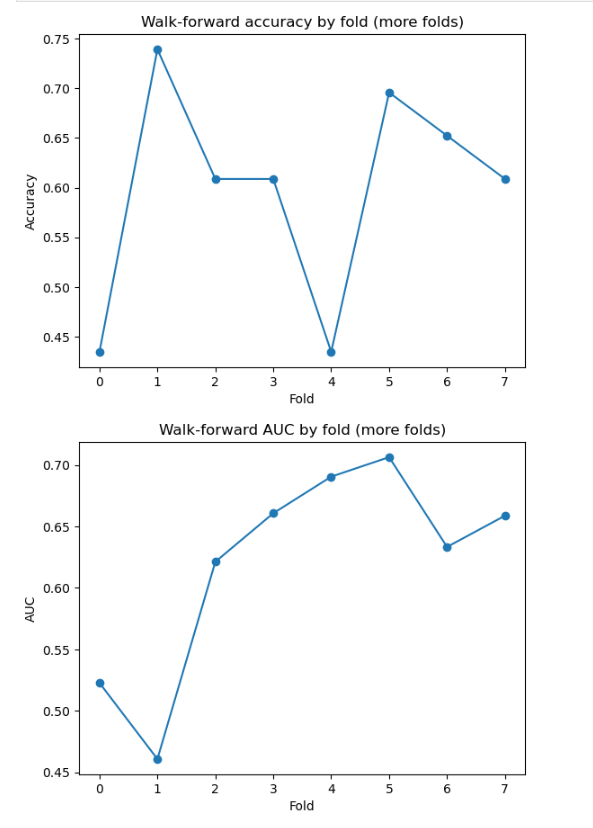 Walk-forward accuracy by fold (more folds)
0.75
0.70
0.65
0.60
0.55
0.50
0.45
Accuracy
0 1 2 3 4 5 6 7
Fold
Walk-forward AUC by fold (more folds)
0.70
0.65
0.60
0.55
0.50
0.45
AUC
0 1 2 3 4 5 6 7
Fold